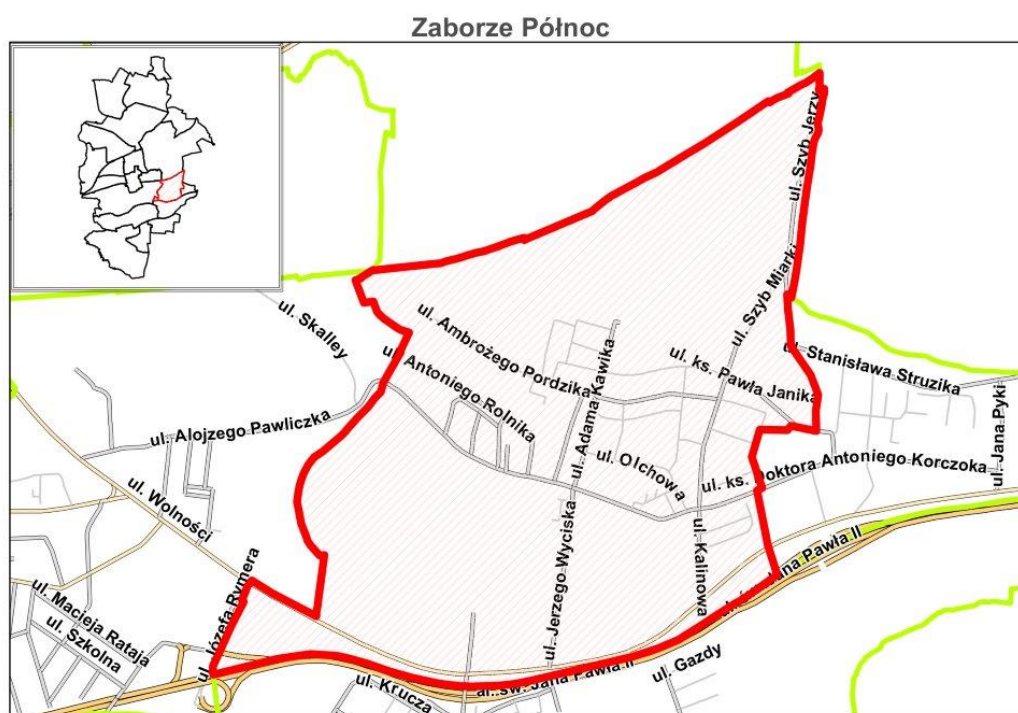 Zaborze Północ
ul. Szyb Jerzy
ul. Szyb Miarki
ul. Skalley
ul. Ambrożego Pordzika
ul. Adama Kawika
ul. ks. Pawła Janika
ul. Stanisława Struzika
ul. Antoniego Rolnika
ul. Jana Pyki
ul. Alojzego Pawliczka
ul. Olchowa
ul. ks. Doktora Antoniego Korczoka
ul. Wolności
ul. Jerzego Wyciska
ul. Kalinowa
Jana Pawła II
ul. Józefa Rymera
ul. Macieja Rataja
ul. Szkolna
ul. Krucza
al. św. Jana Pawła II
ul. Gazdy